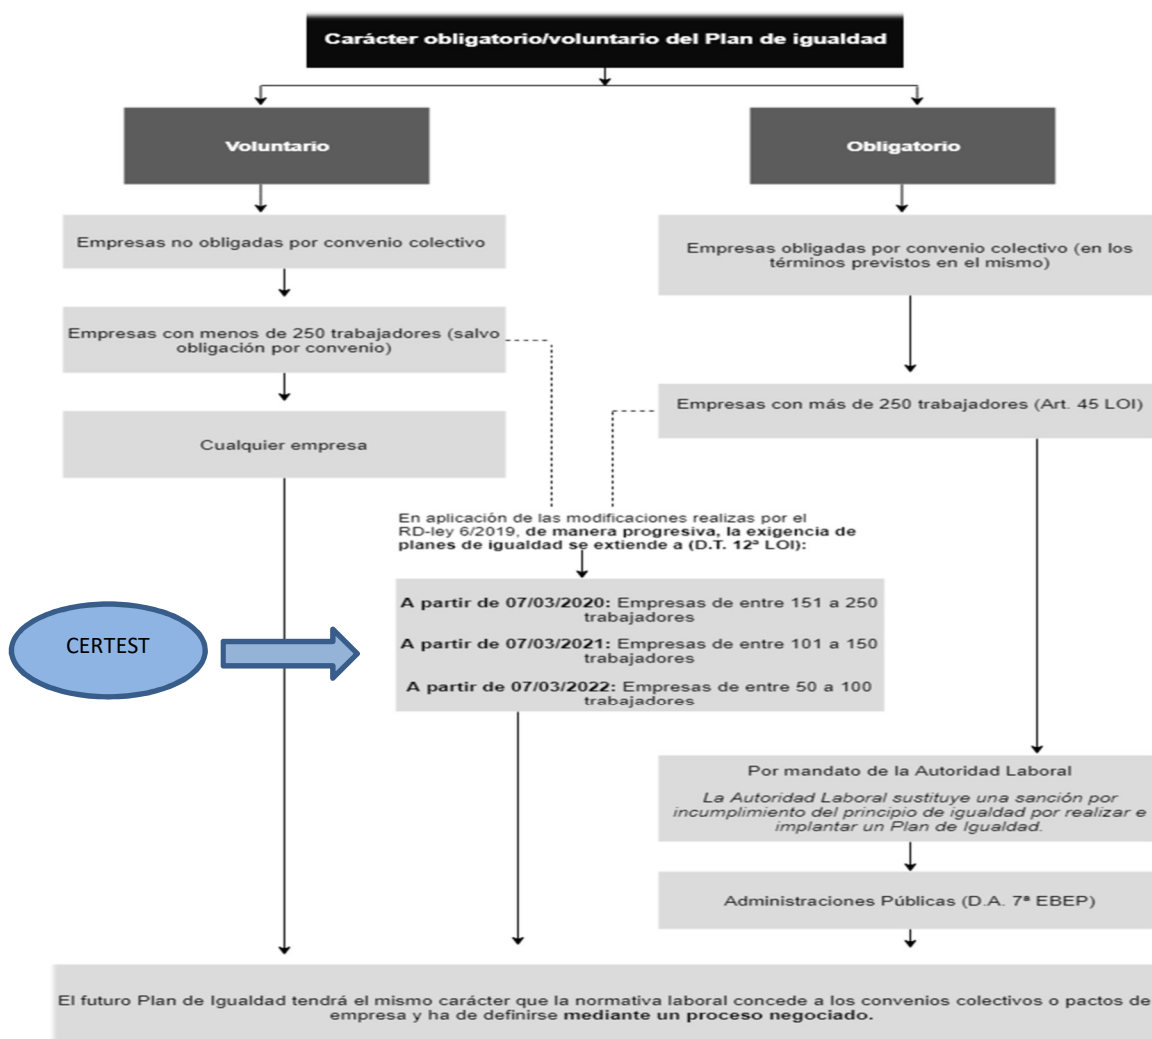 Carácter obligatorio/voluntario del Plan de igualdad
Voluntario
Obligatorio
Empresas no obligadas por convenio colectivo
Empresas obligadas por convenio colectivo (en los
términos previstos en el mismo)
Empresas con menos de 250 trabajadores (salvo
obligación por convenio)
Empresas con más de 250 trabajadores (Art. 45 LOI)
Cualquier empresa
En aplicación de las modificaciones realizas por el
RD-ley 6/2019, de manera progresiva, la exigencia de
planes de igualdad se extiende a (D.T. 12ª LOI):
A partir de 07/03/2020: Empresas de entre 151 a 250
trabajadores
A partir de 07/03/2021: Empresas de entre 101 a 150
trabajadores
A partir de 07/03/2022: Empresas de entre 50 a 100
trabajadores
CERTEST
Por mandato de la Autoridad Laboral
La Autoridad Laboral sustituye una sanción por
incumplimiento del principio de igualdad por realizar e
implantar un Plan de Igualdad.
Administraciones Públicas (D.A. 7ª EBEP)
El futuro Plan de Igualdad tendrá el mismo carácter que la normativa laboral concede a los convenios colectivos o pactos de
empresa y ha de definirse mediante un proceso negociado.